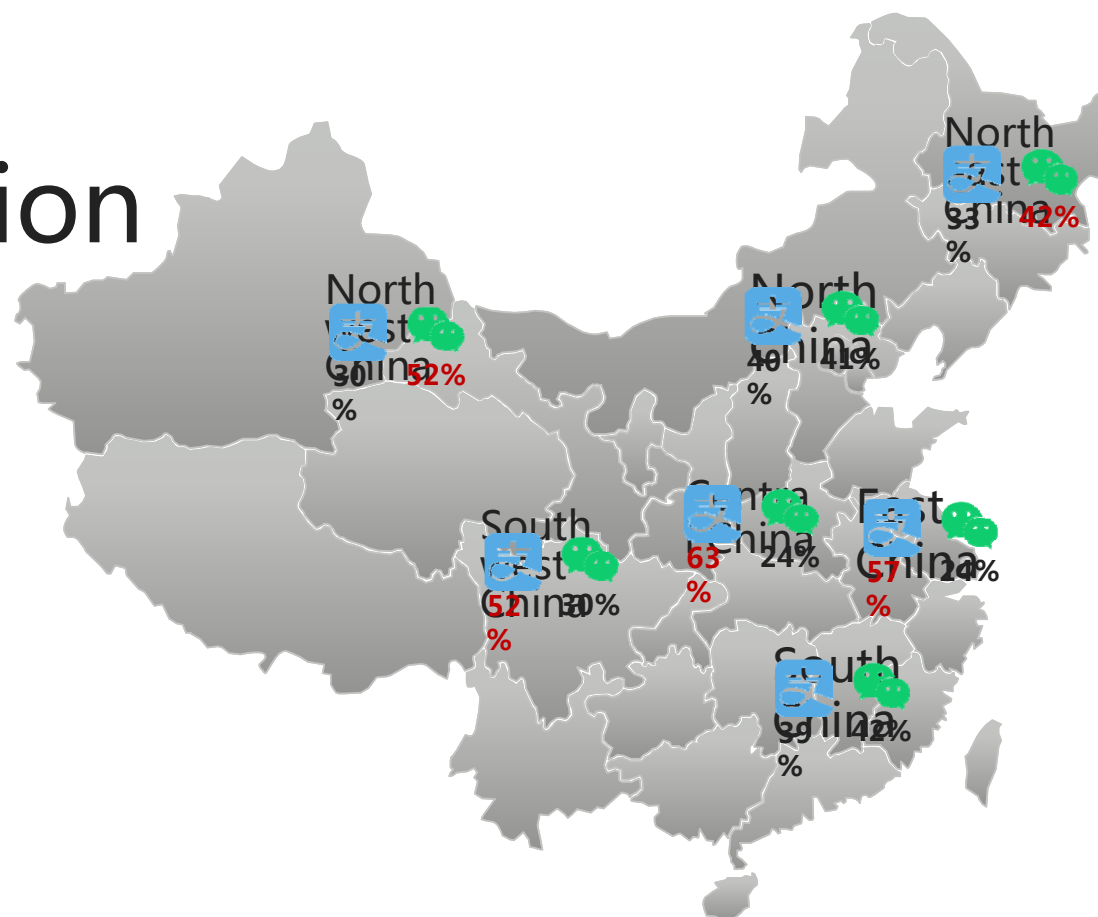 ion
North
East
China
33
%
42%
North
west
China
30
%
52%
North
China
40
%
41%
Centra
l China
63
%
24%
East
China
57
%
24%
South
west
China
52
%
30%
South
China
39
%
42%